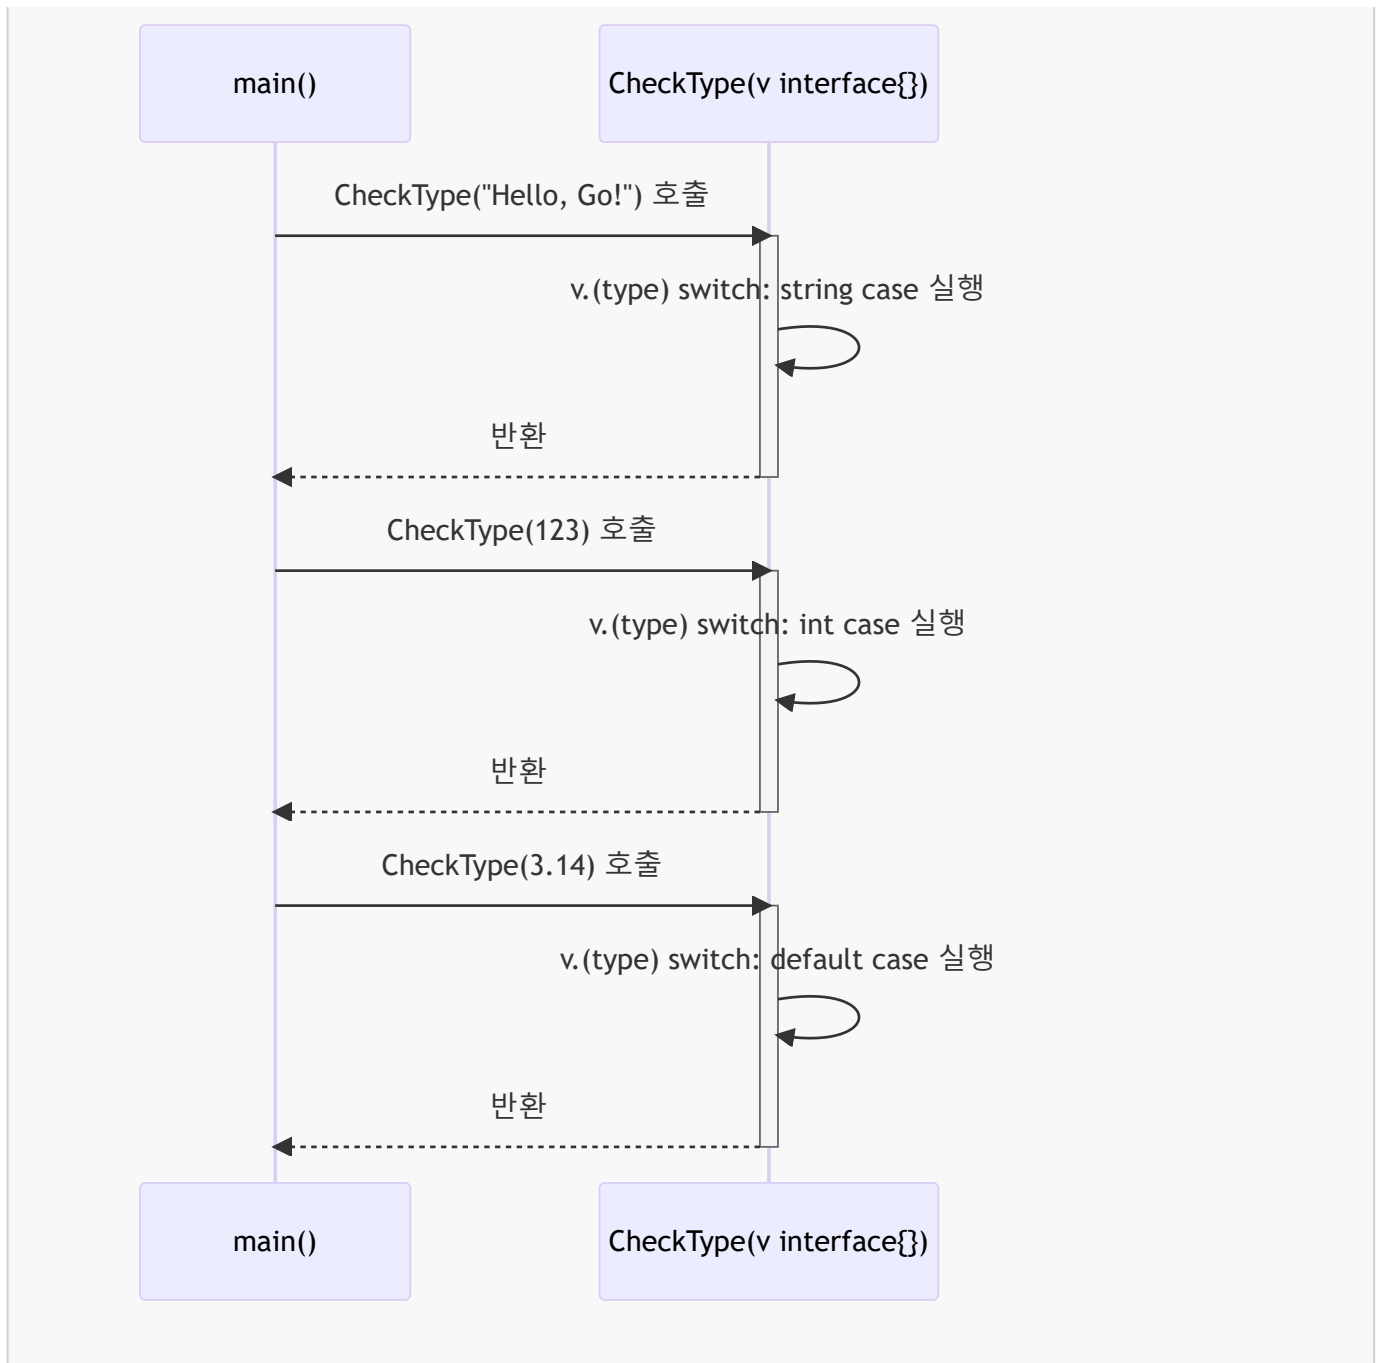 main()
CheckType(v interface{})
CheckType("Hello, Go!") 호출
v.(type) switch: string case 실행
반환
CheckType(123) 호출
v.(type) switch: int case 실행
반환
CheckType(3.14) 호출
v.(type) switch: default case 실행
반환
main()
CheckType(v interface{})